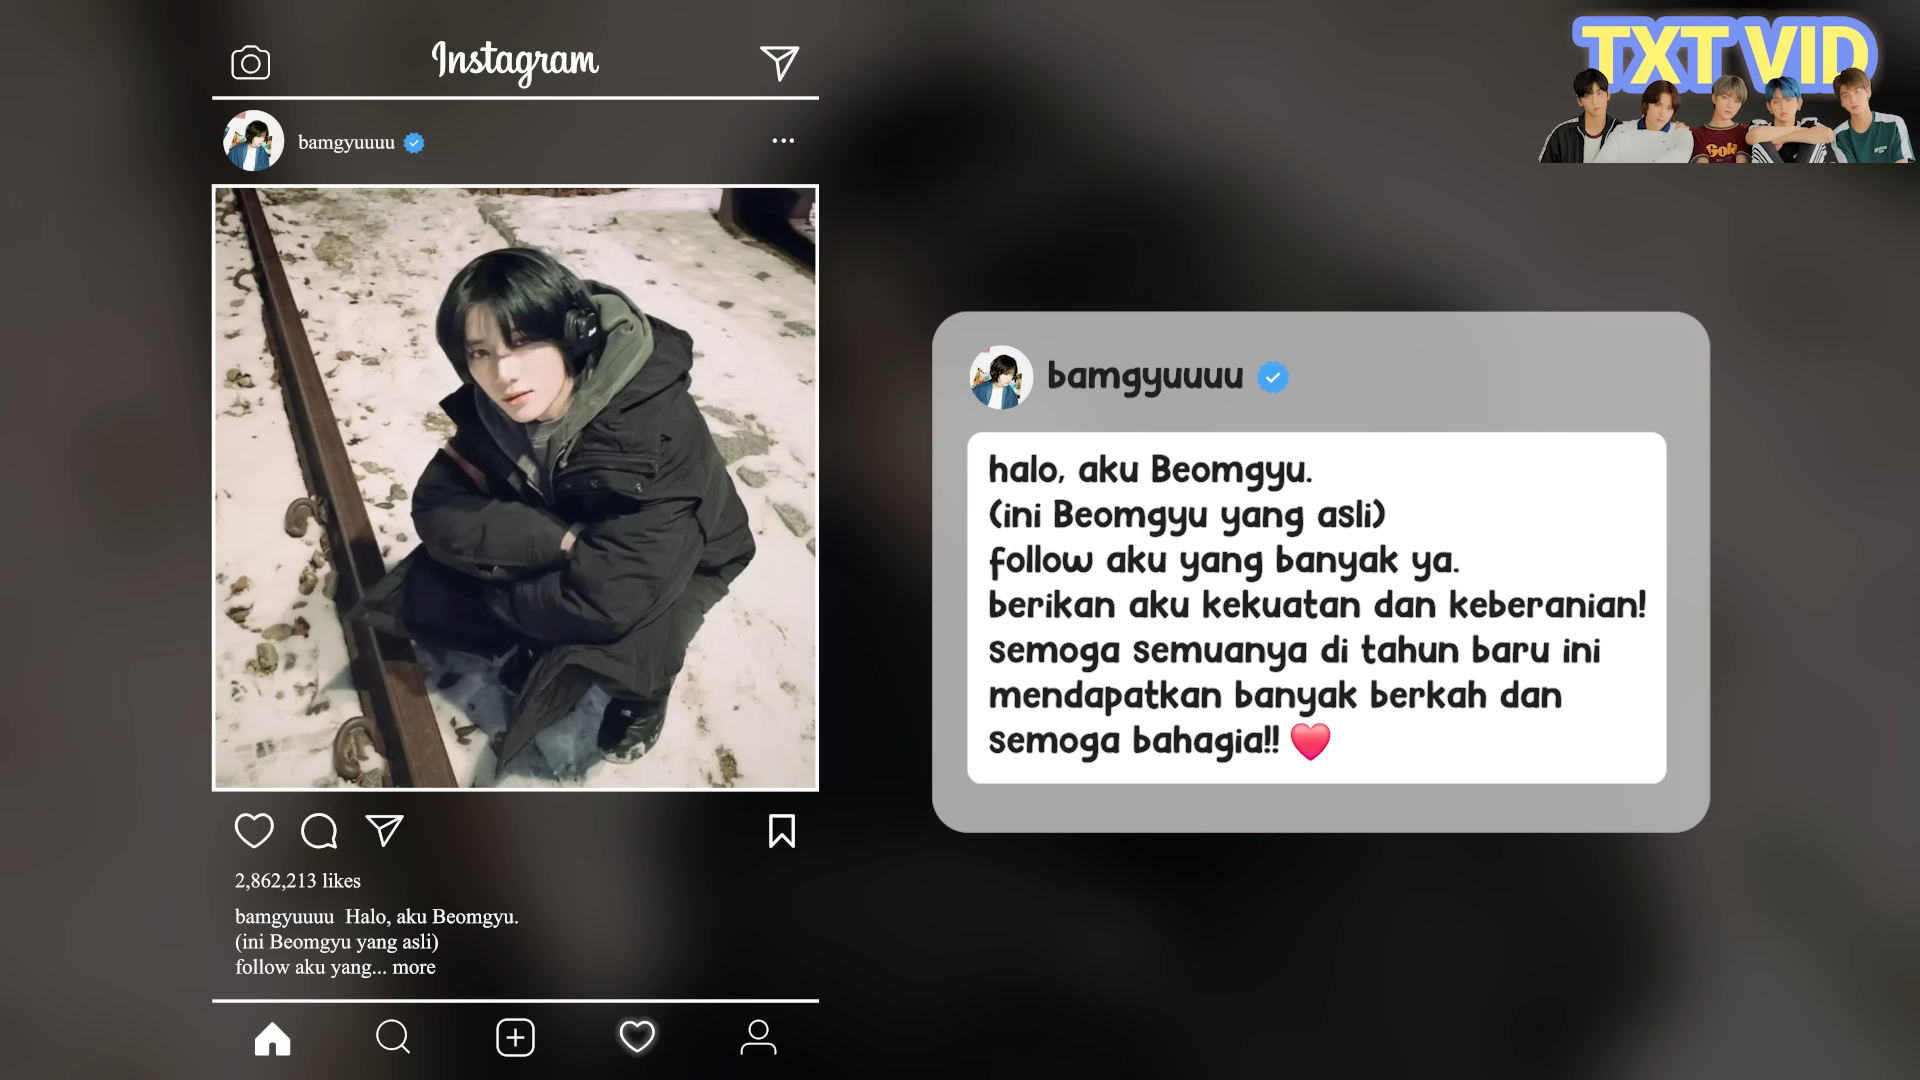 Instagram
bamgyuuuu
2,862,213 likes
bamgyuuuu Halo, aku Beomgyu.
(ini Beomgyu yang asli)
follow aku yang... more
TXT VID
bamgyuuuu
halo, aku Beomgyu.
(ini Beomgyu yang asli)
follow aku yang banyak ya.
berikan aku kekuatan dan keberanian!
semoga semuanya di tahun baru ini
mendapatkan banyak berkah dan
semoga bahagia!! ❤️